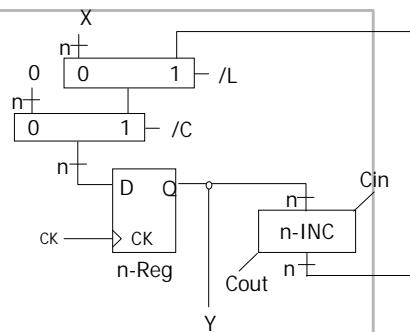 X
n
0 0 1 /L
n
0 1 /C
n
D Q
n
Cin
n-INC
CK CK
n
n-Reg
Cout
Y